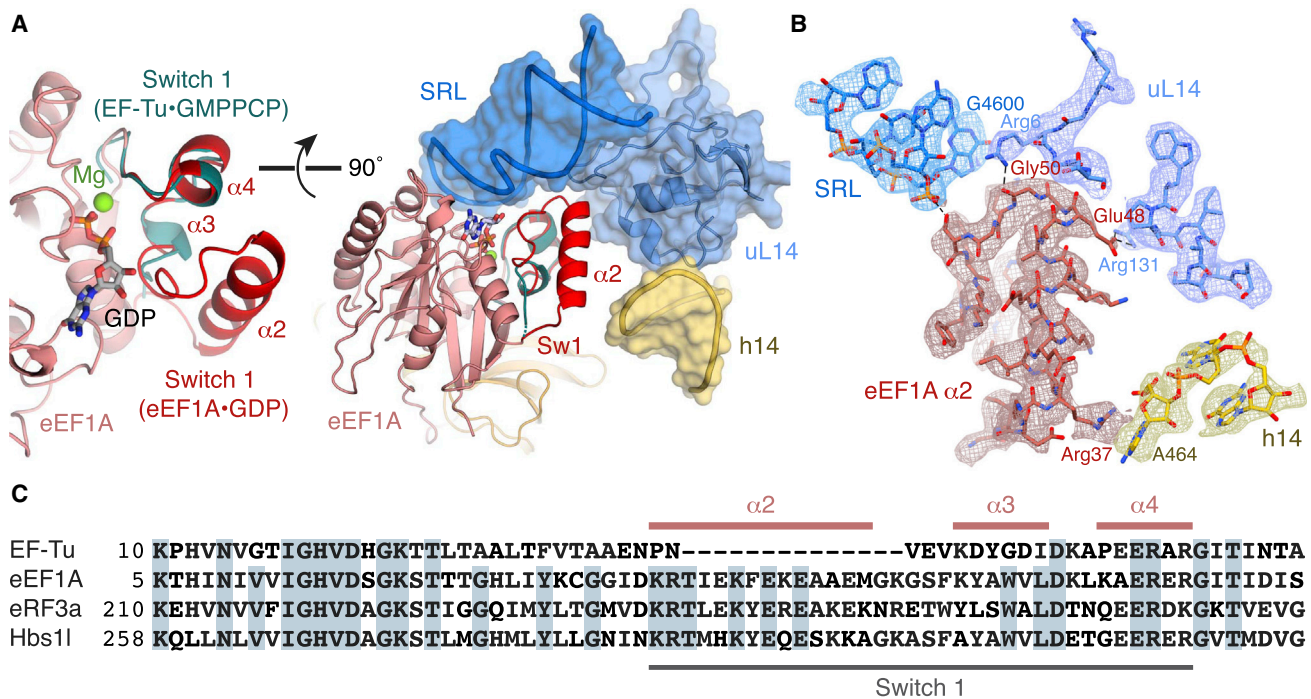 A
B
Switch 1
(EF-Tu•GMPPCP)
Mg
α4
α3
GDP
α2
Switch 1
(eEF1A•GDP)
eEF1A
90°
SRL
uL14
α2
Sw1
h14
eEF1A
G4600
Arg6
uL14
SRL
Gly50
Glu48
Arg131
eEF1A α2
Arg37
A464
h14
C
α2 α3 α4
EF-Tu 10 KPHVNVGTIGHVDHGKTTLTAALTFVTAAENPN--------------VEVKDYGDIDKAPEERARGITINTA
eEF1A 5 KTHINIVVIGHVDSGKSTTTGHLIYKCGGIDKRTIEKFEKEAAEMGKGSFKYAWVLDKLKAERERGITIDIS
eRF3a 210 KEHVNVVFIGHVDAGKSTIGGQIMYLTGMVDKRTLEKYEREAKEKNRETWYLSWALDTNQEERDKGKTVEVG
Hbs1l 258 KQLLNLVVIGHVDAGKSTLMGHMLYLLGNINKRTMHKYEQESKKAGKASFAYAWVLDETGEERERGVTMDVG
Switch 1